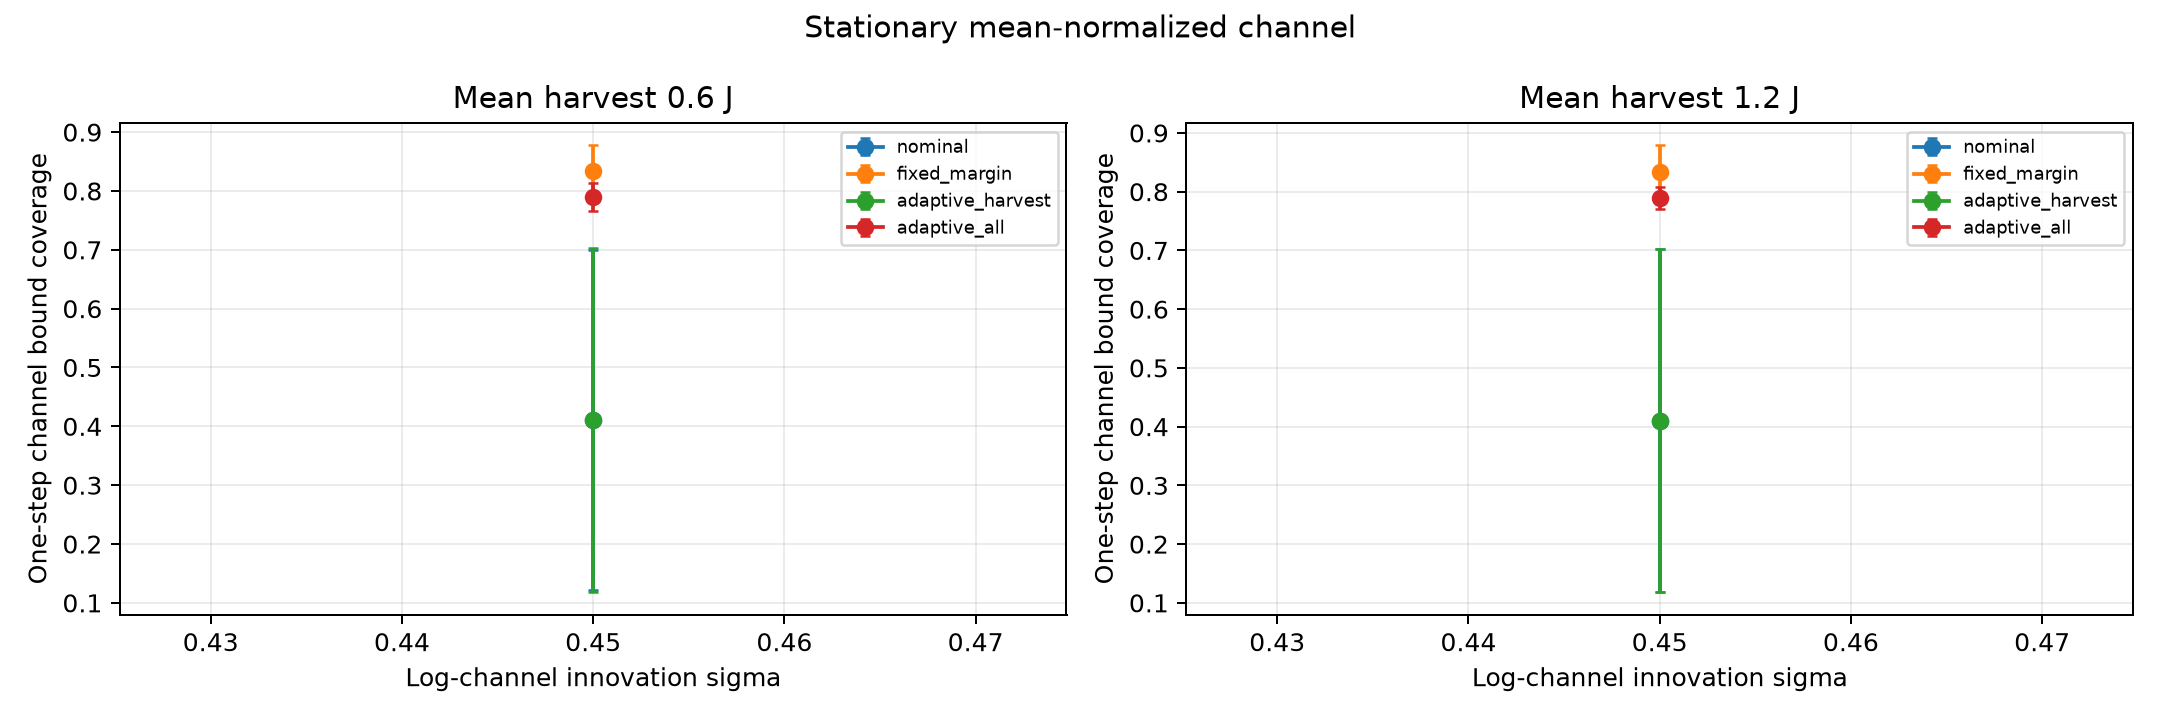 Stationary mean-normalized channel
Mean harvest 0.6 J
One-step channel bound coverage
0.9
0.8
0.7
0.6
0.5
0.4
0.3
0.2
0.1
nominal
fixed_margin
adaptive_harvest
adaptive_all
0.43 0.44 0.45 0.46 0.47
Log-channel innovation sigma
Mean harvest 1.2 J
One-step channel bound coverage
0.9
0.8
0.7
0.6
0.5
0.4
0.3
0.2
0.1
nominal
fixed_margin
adaptive_harvest
adaptive_all
0.43 0.44 0.45 0.46 0.47
Log-channel innovation sigma